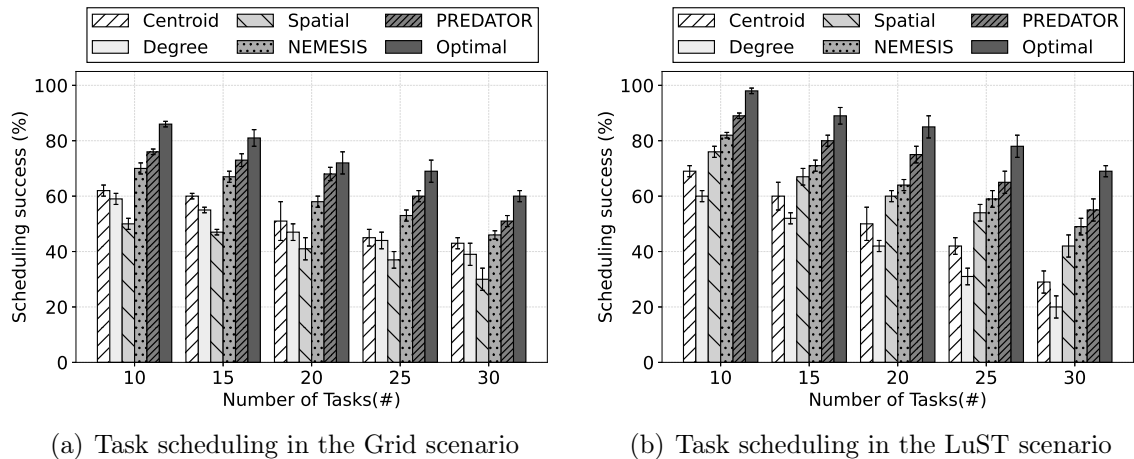 Centroid Spatial PREDATOR
Degree NEMESIS Optimal
Scheduling success (%)
100
80
60
40
20
0
10 15 20 25 30
Number of Tasks(#)
(a) Task scheduling in the Grid scenario
Centroid Spatial PREDATOR
Degree NEMESIS Optimal
Scheduling success (%)
100
80
60
40
20
0
10 15 20 25 30
Number of Tasks(#)
(b) Task scheduling in the LuST scenario